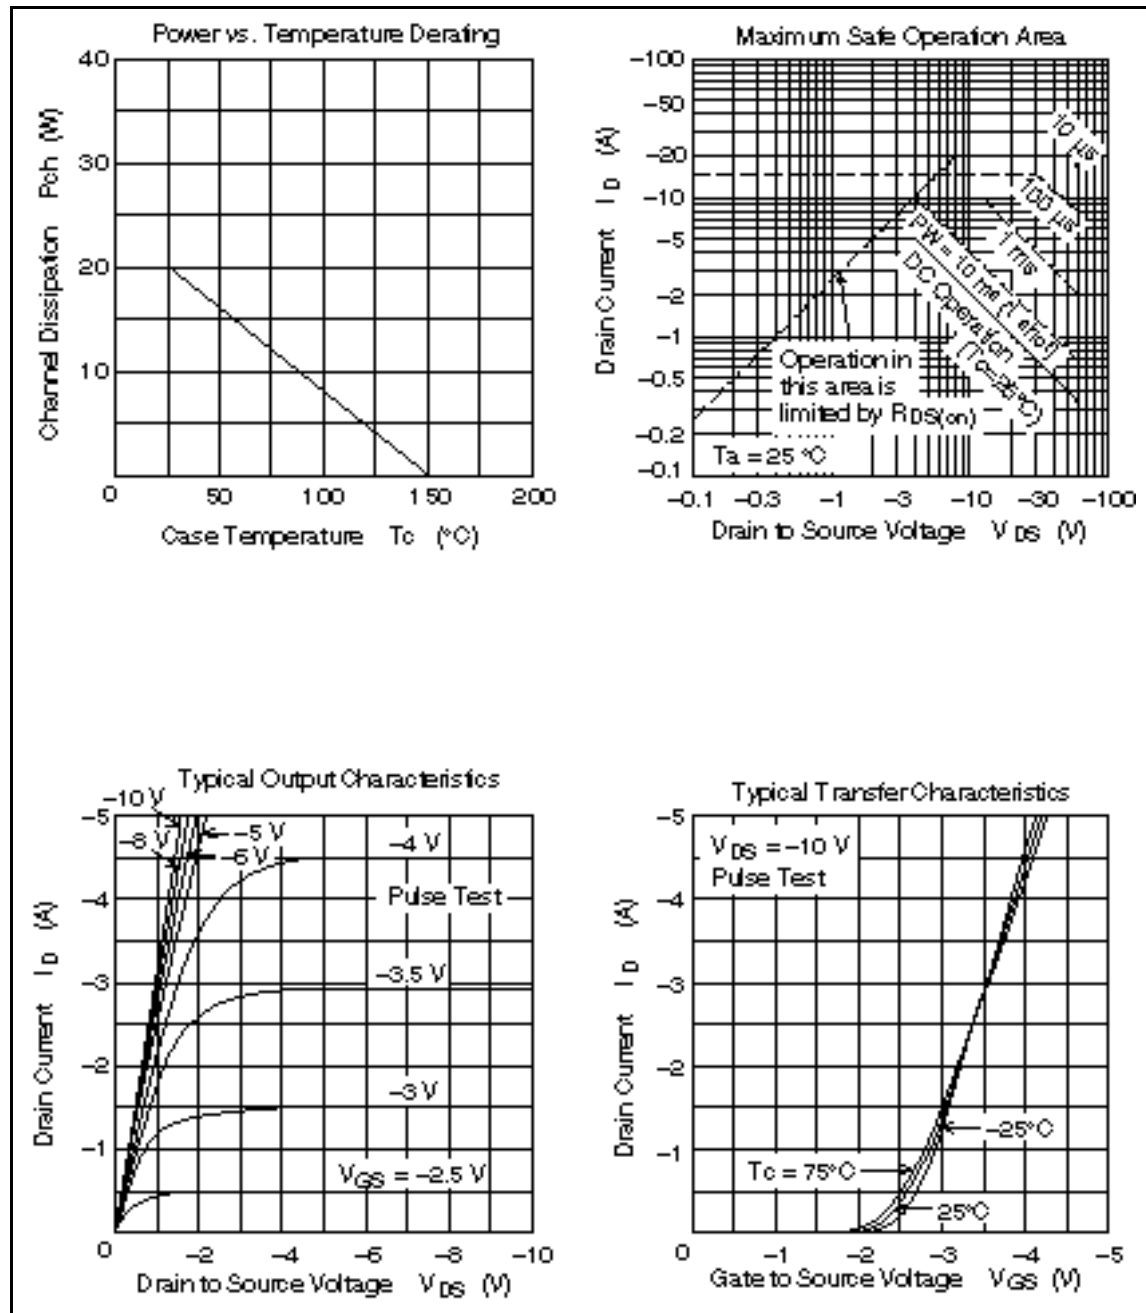 Power vs. Temperature Derating
40
30
20
10
0
50
100
150
200
Channel Dissipation Pch (W)
Case Temperature Tc (°C)
Maximum Safe Operation Area
–100
–50
–20
–10
–5
–2
–1
–0.5
–0.2
–0.1
–0.1
–0.3
–1
–3
–10
–30
–100
Drain Current I D (A)
10 µs
100 µs
1 ms
PW = 10 ms (1 shot)
DC Operation
(Tc=25°C)
Operation in
this area is
limited by R DS(on)
Ta = 25 °C
Drain to Source Voltage V DS (V)
Typical Output Characteristics
–5
–4
–3
–2
–1
0
–2
–4
–6
–8
–10
Drain Current I D (A)
–10 V
–8 V
–5 V
–6 V
–4 V
Pulse Test
–3.5 V
–3 V
V GS = –2.5 V
Drain to Source Voltage V DS (V)
Typical Transfer Characteristics
–5
–4
–3
–2
–1
0
–1
–2
–3
–4
–5
Drain Current I D (A)
V DS = –10 V
Pulse Test
–25°C
Tc = 75°C
25°C
Gate to Source Voltage V GS (V)